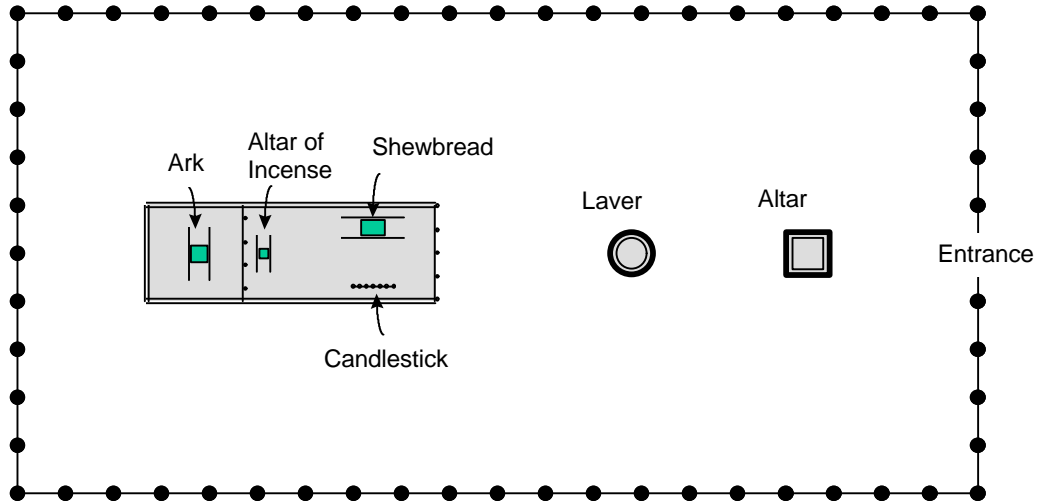 Altar of
Incense
Shewbread
Ark
Laver
Altar
Entrance
Candlestick